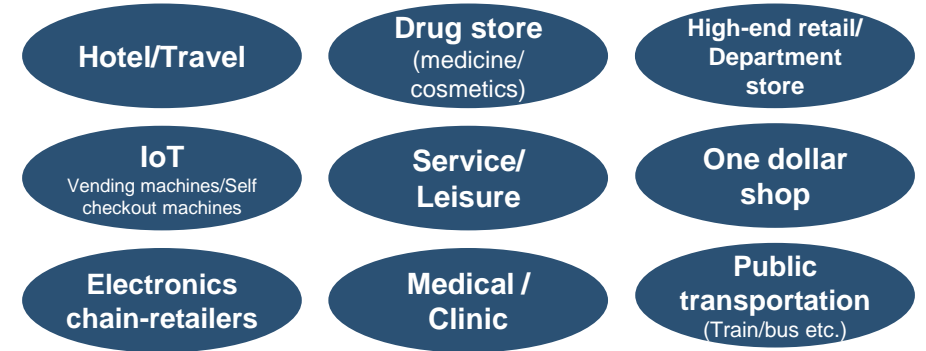 Hotel/Travel
Drug store
(medicine/
cosmetics)
High-end retail/
Department
store
IoT
Vending machines/Self
checkout machines
Service/
Leisure
One dollar
shop
Electronics
chain-retailers
Medical /
Clinic
Public
transportation
(Train/bus etc.)